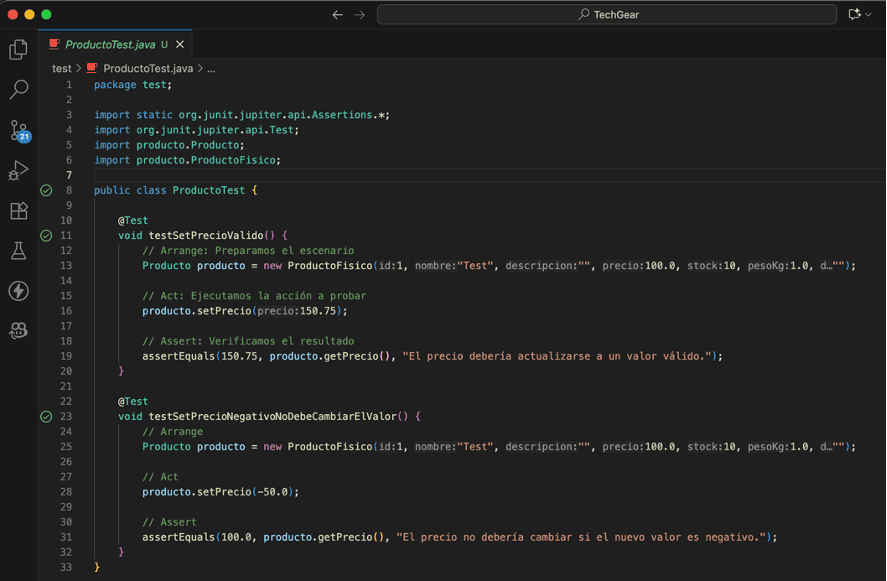 TechGear
ProductoTest.java U
test > ProductoTest.java > ...
21
1 package test;
2
3 import static org.junit.jupiter.api.Assertions.*;
4 import org.junit.jupiter.api.Test;
5 import producto.Producto;
6 import producto.ProductoFisico;
7
8 public class ProductoTest {
9
10 @Test
11 void testSetPrecioValido() {
12 // Arrange: Preparamos el escenario
13 Producto producto = new ProductoFisico(id:1, nombre:"Test", descripcion:"", precio:100.0, stock:10, pesoKg:1.0, d…"");
14
15 // Act: Ejecutamos la acción a probar
16 producto.setPrecio(precio:150.75);
17
18 // Assert: Verificamos el resultado
19 assertEquals(150.75, producto.getPrecio(), "El precio debería actualizarse a un valor válido.");
20 }
21
22 @Test
23 void testSetPrecioNegativoNoDebeCambiarElValor() {
24 // Arrange
25 Producto producto = new ProductoFisico(id:1, nombre:"Test", descripcion:"", precio:100.0, stock:10, pesoKg:1.0, d…"");
26
27 // Act
28 producto.setPrecio(-50.0);
29
30 // Assert
31 assertEquals(100.0, producto.getPrecio(), "El precio no debería cambiar si el nuevo valor es negativo.");
32 }
33 }